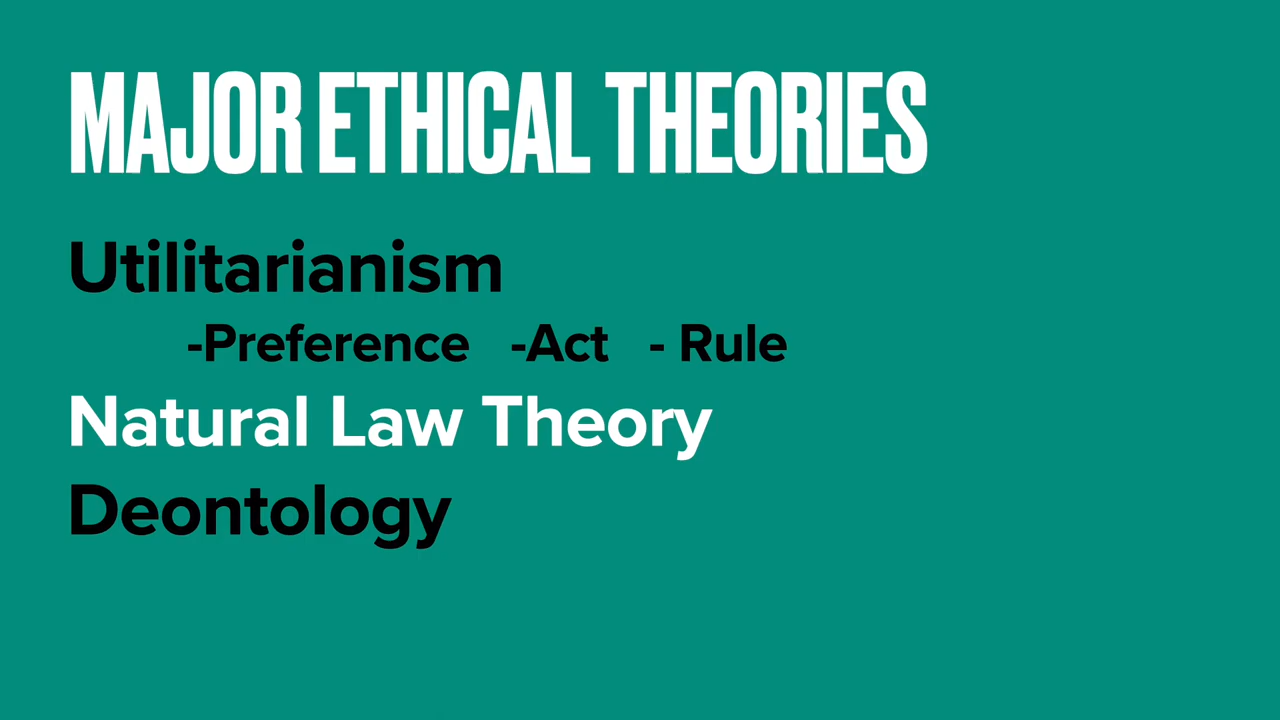 MAJOR ETHICAL THEORIES
Utilitarianism
-Preference -Act - Rule
Natural Law Theory
Deontology